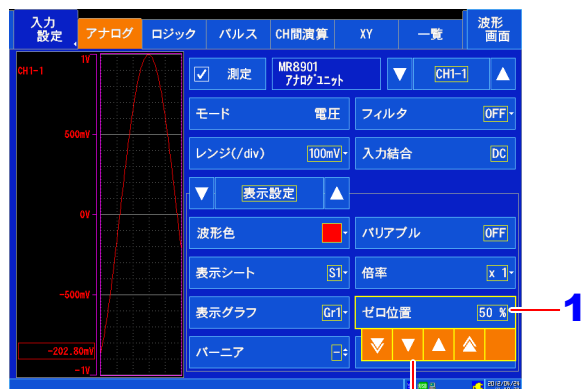 入力
設定
アナログ
ロジック
パルス
CH間演算
XY
一覧
波形
画面
CH1-1
1V
500mV
0V
-500mV
-202.80mV
-1V
測定
MR8901
アナログユニット
CH1-1
モード 電圧
フィルタ OFF
レンジ(/div) 100mV
入力結合 DC
表示設定
波形色
バリアブル OFF
表示シート S1
倍率 x 1
表示グラフ Gr1
ゼロ位置 50 %
1
バーニア